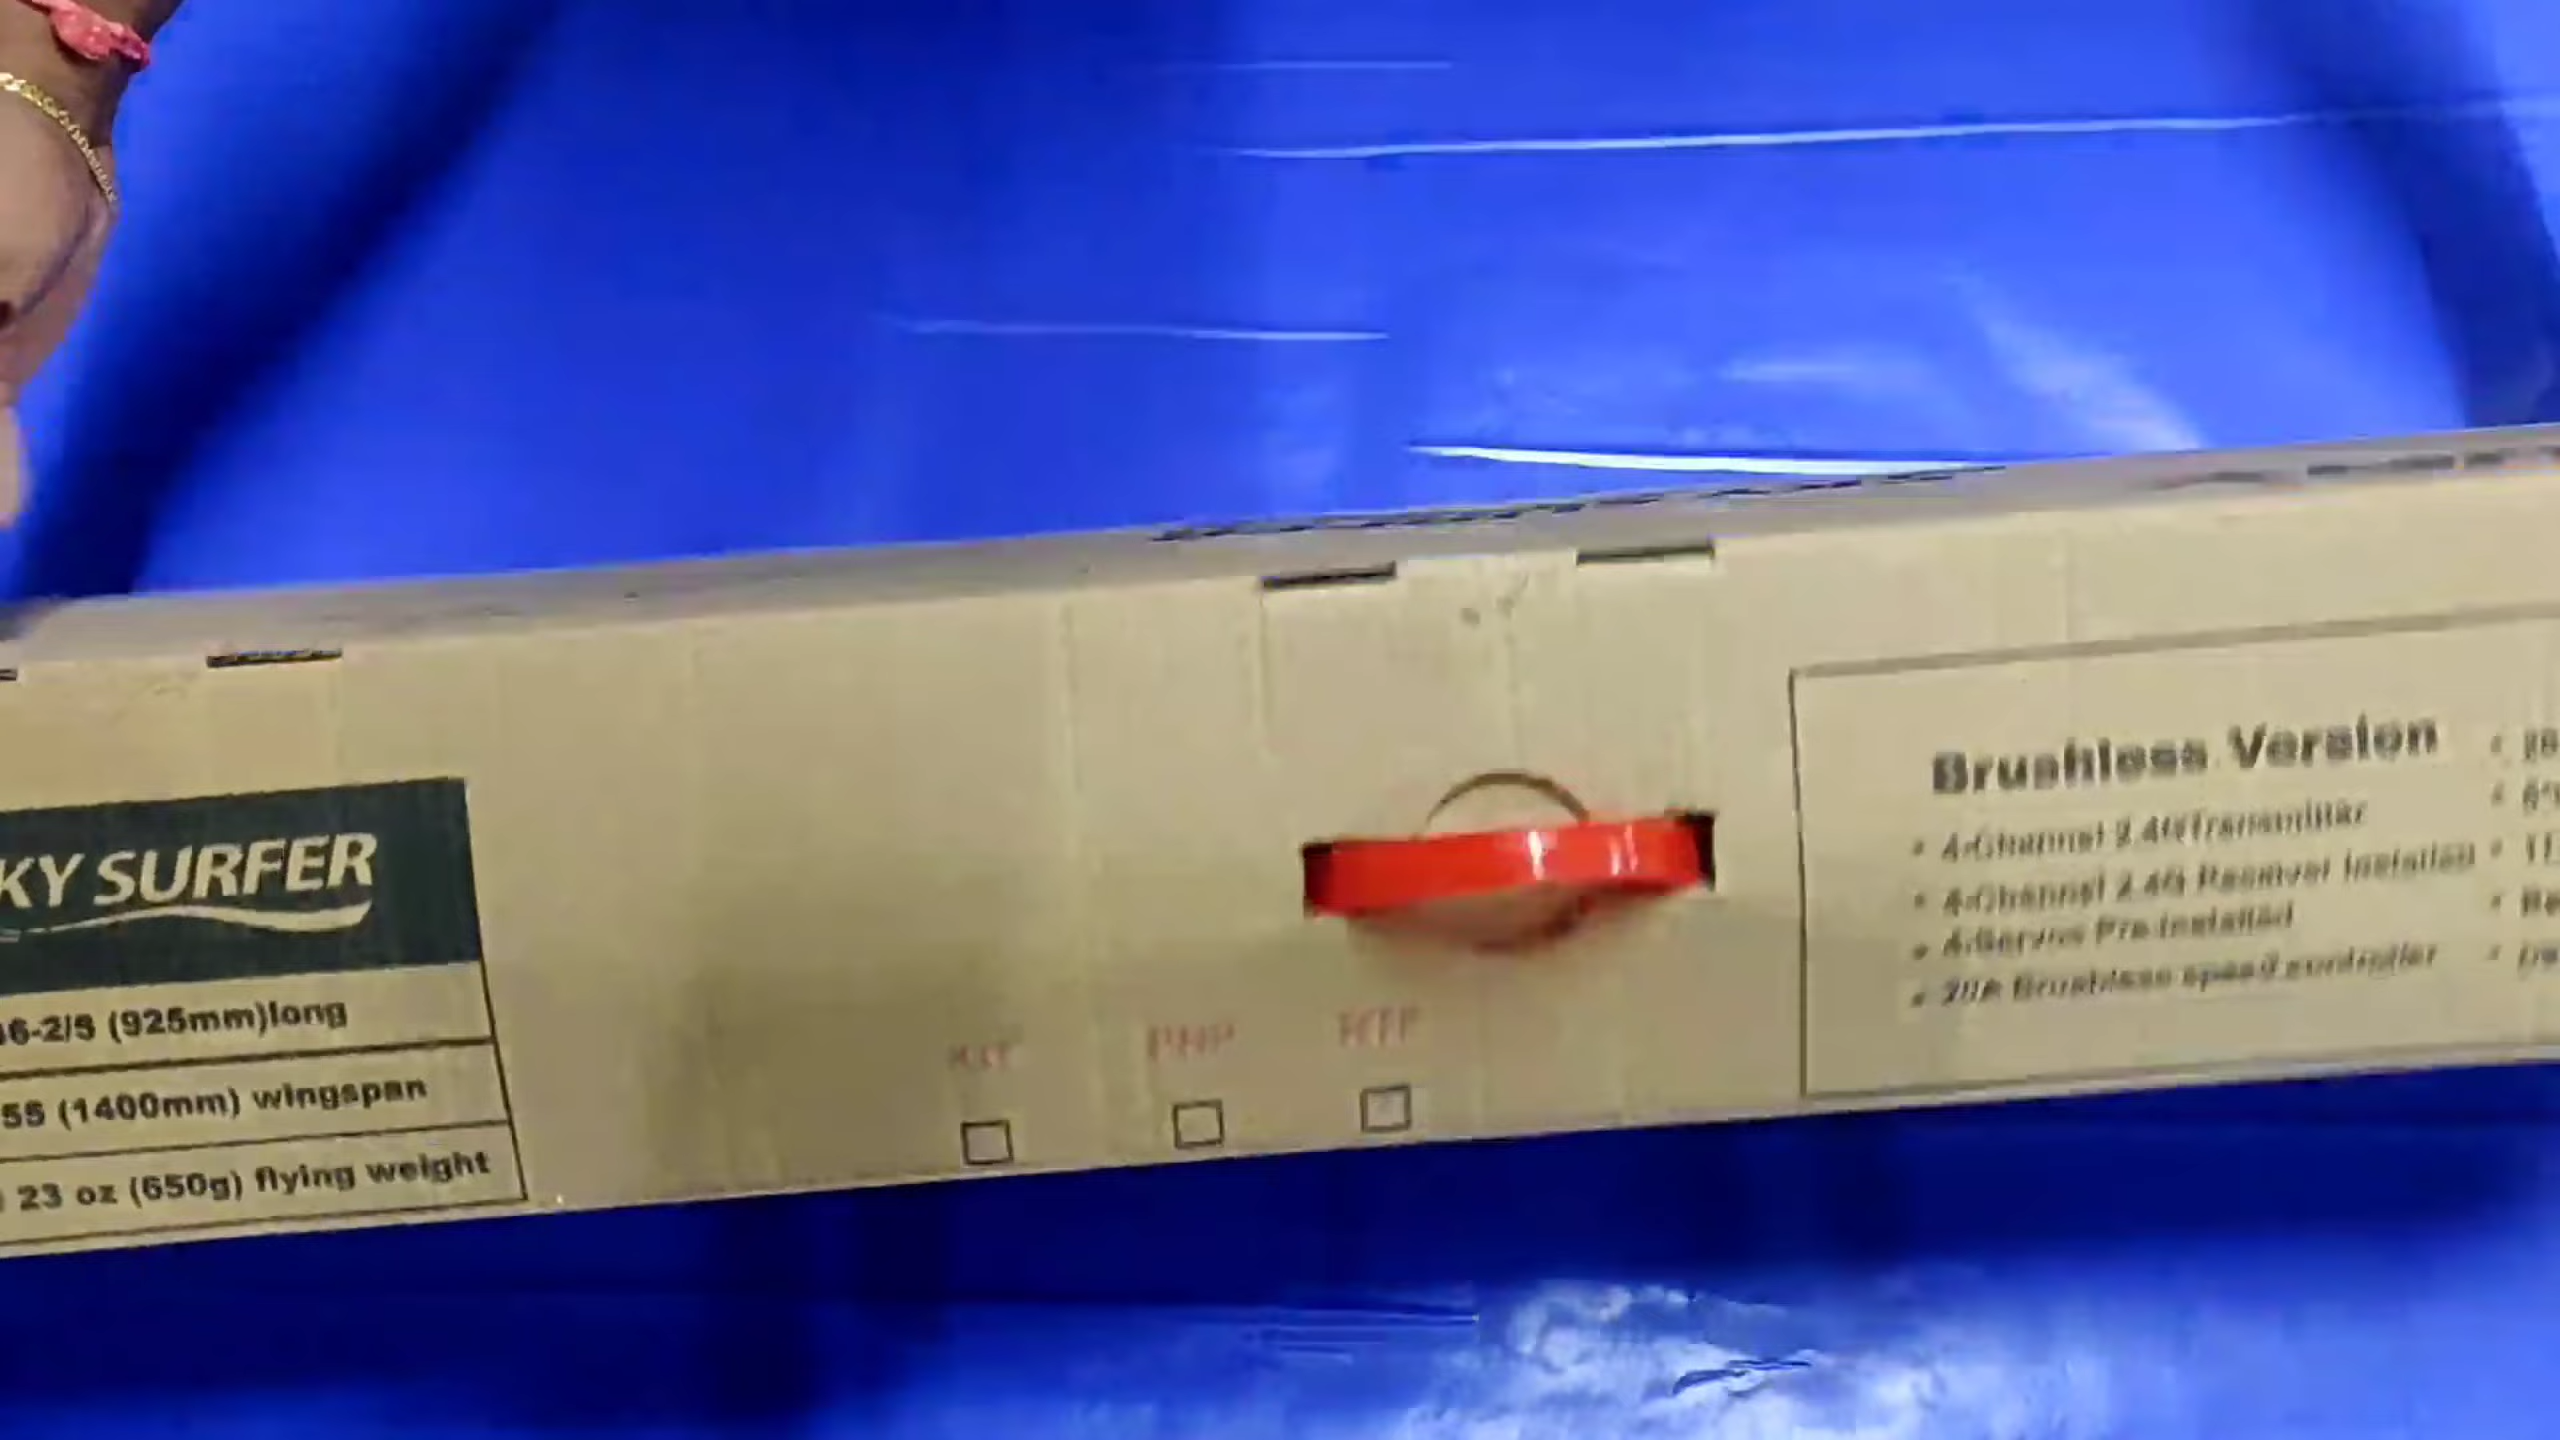 KY SURFER
36-2/5 (925mm)long
55 (1400mm) wingspan
23 oz (650g) flying weight
KIT PNP RTF
Brushless Version
4-Channel 2.4G Transmitter
4-Channel 2.4G Receiver Installed
4-Servos Pre-Installed
20A Brushless speed controller